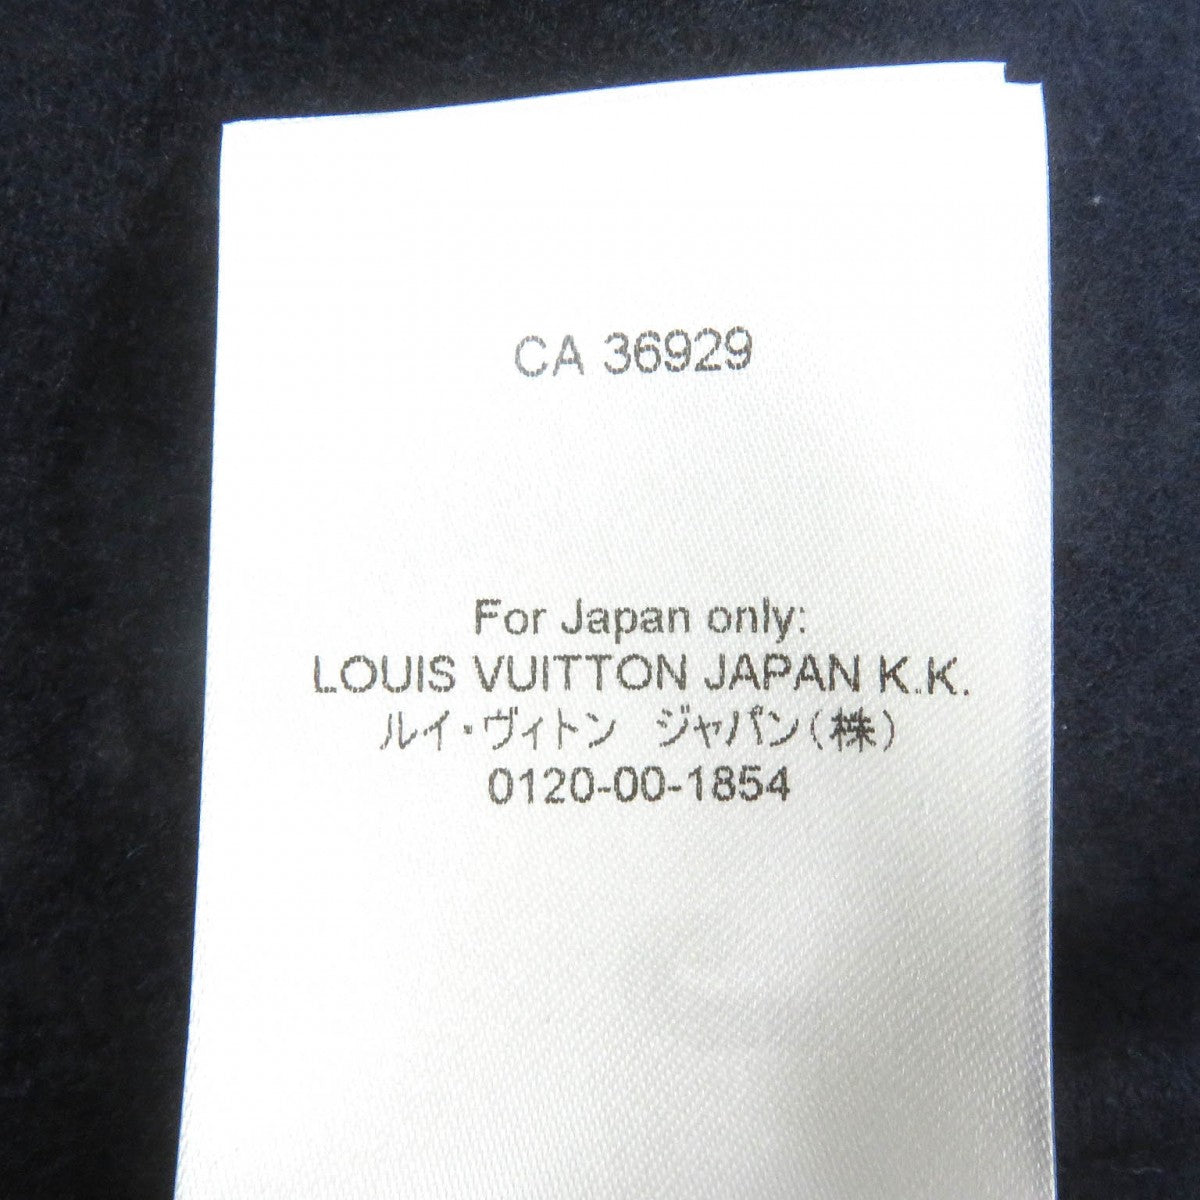 CA 36929
For Japan only:
LOUIS VUITTON JAPAN K.K.
ルイ・ヴィトン　ジャパン(株)
0120-00-1854